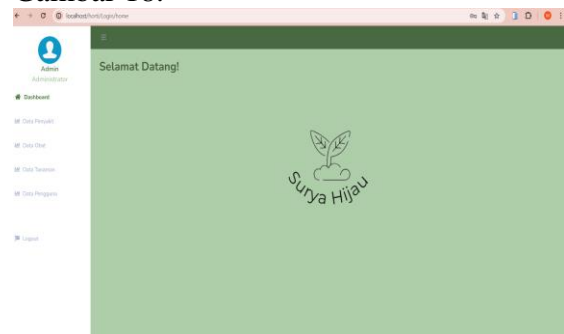 Gambar 18.
localhost/horti/login/home
Admin
Administrator
Selamat Datang!
Dashboard
Data Penyakit
Data Obat
Data Tanaman
Data Pengguna
Logout
Surya Hijau